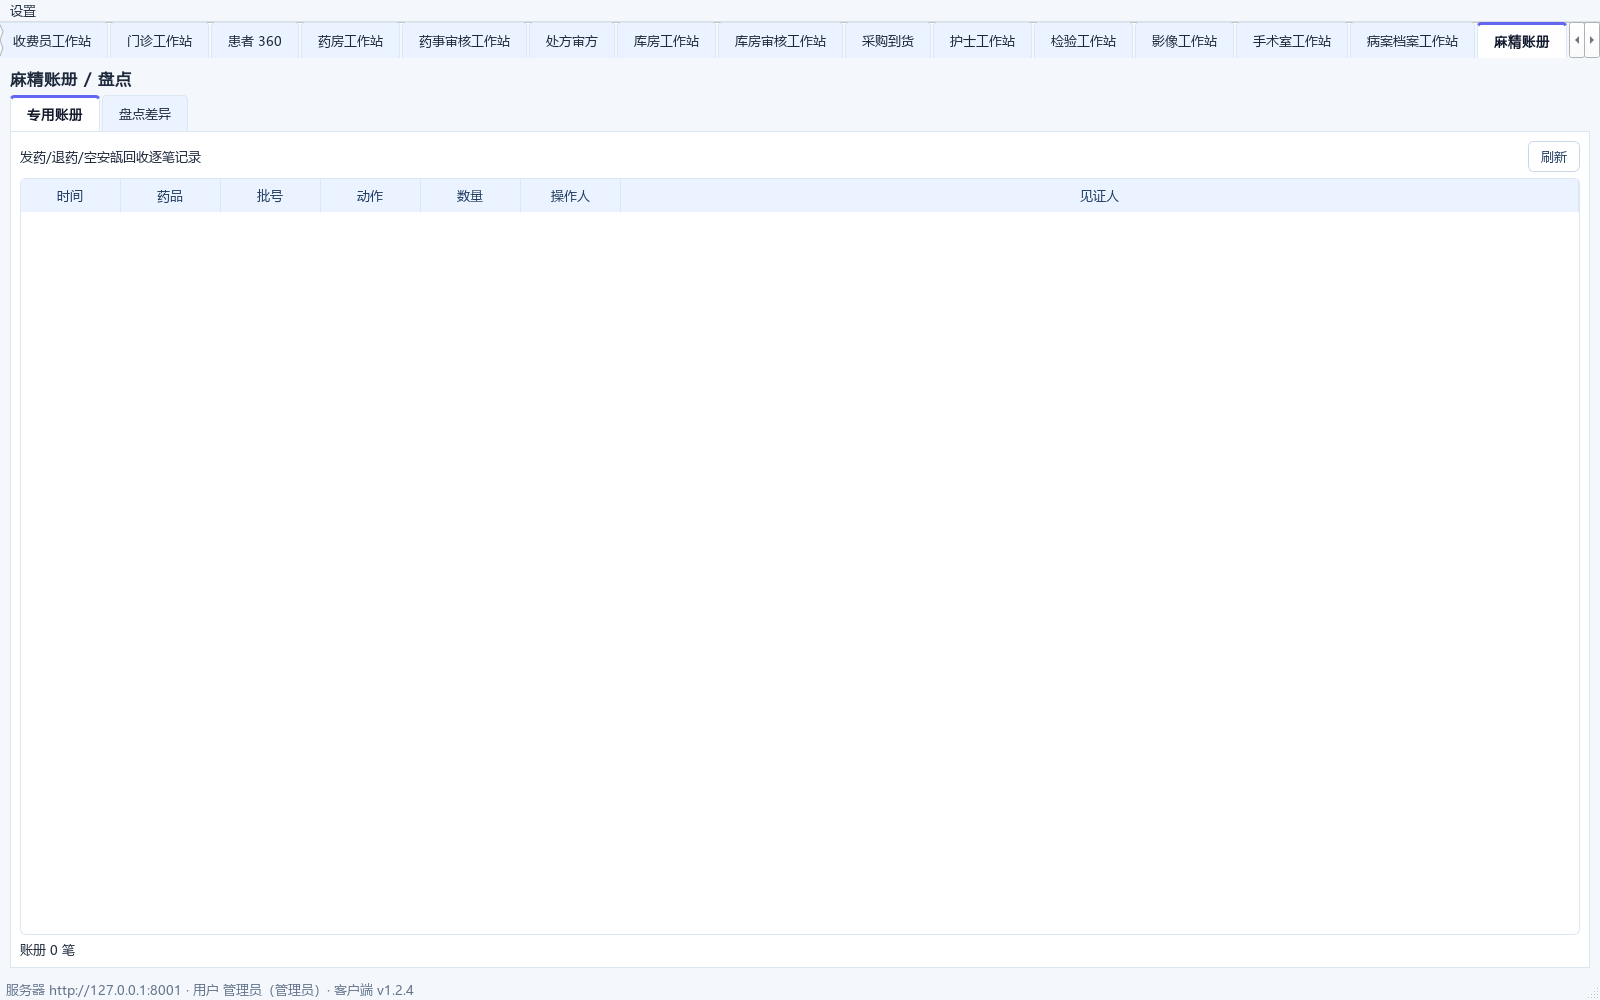 设置
收费员工作站 门诊工作站 患者 360 药房工作站 药事审核工作站 处方审方 库房工作站 库房审核工作站 采购到货 护士工作站 检验工作站 影像工作站 手术室工作站 病案档案工作站 麻精账册
麻精账册 / 盘点
专用账册 盘点差异
发药/退药/空安瓿回收逐笔记录 刷新
时间 药品 批号 动作 数量 操作人 见证人
账册 0 笔
服务器 http://127.0.0.1:8001 · 用户 管理员（管理员）· 客户端 v1.2.4